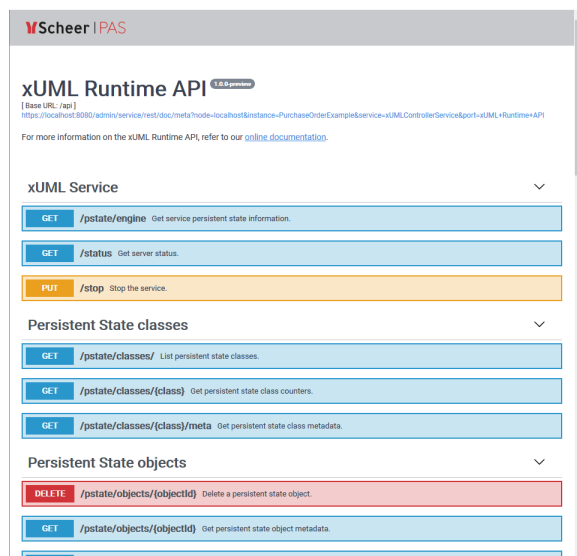 Scheer PAS
xUML Runtime API 1.0.0-preview
[ Base URL: /api ]
https://localhost:8080/admin/service/rest/doc/meta?node=localhost&instance=PurchaseOrderExample&service=xUMLControllerService&port=xUML+Runtime+API
For more information on the xUML Runtime API, refer to our online documentation.
xUML Service
GET /pstate/engine Get service persistent state information.
GET /status Get server status.
PUT /stop Stop the service.
Persistent State classes
GET /pstate/classes/ List persistent state classes.
GET /pstate/classes/{class} Get persistent state class counters.
GET /pstate/classes/{class}/meta Get persistent state class metadata.
Persistent State objects
DELETE /pstate/objects/{objectId} Delete a persistent state object.
GET /pstate/objects/{objectId} Get persistent state object metadata.